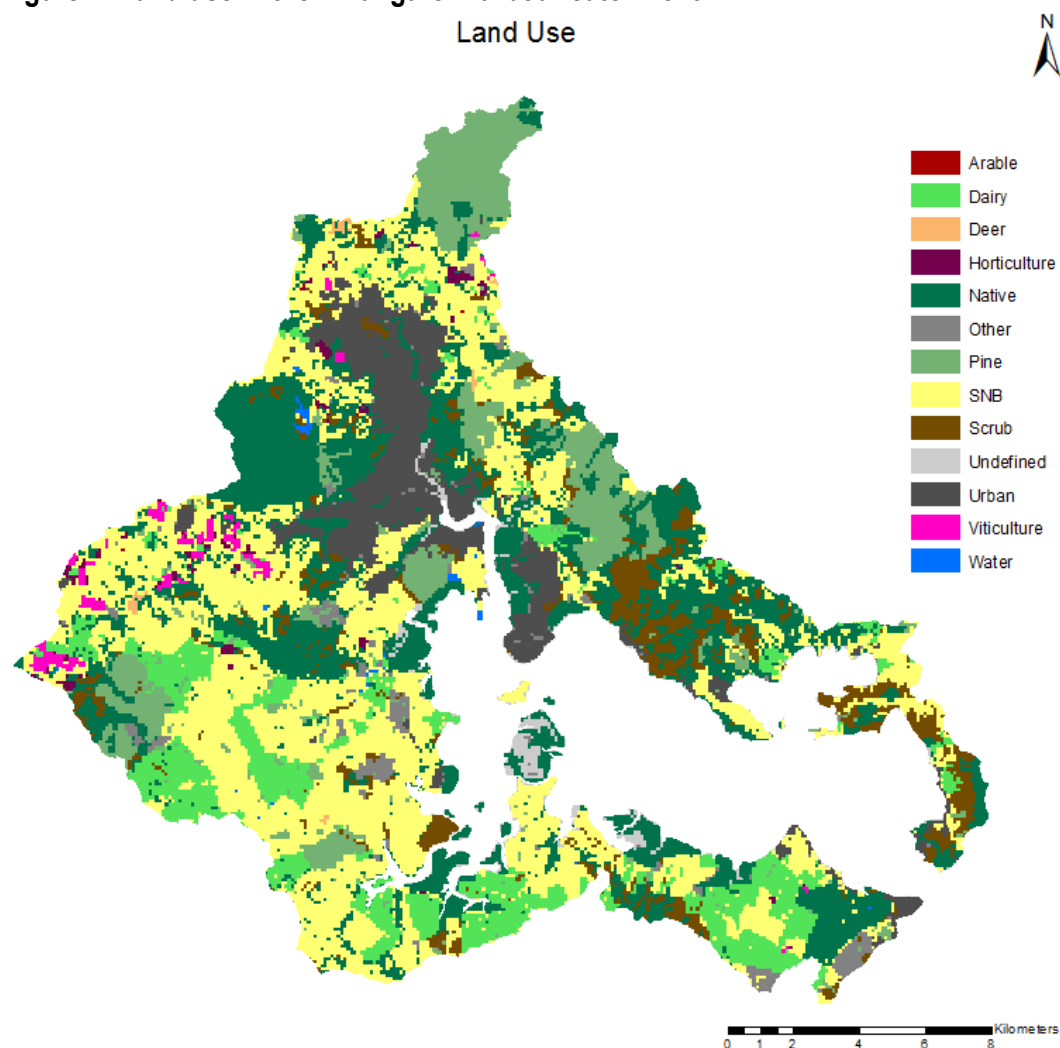 Land Use
N
Arable
Dairy
Deer
Horticulture
Native
Other
Pine
SNB
Scrub
Undefined
Urban
Viticulture
Water
Kilometers
0 1 2 4 6 8